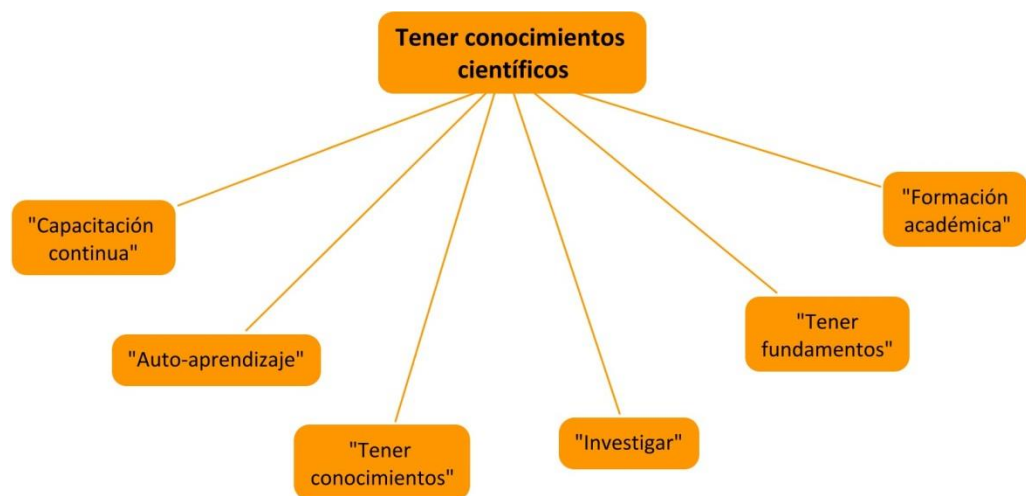 Tener conocimientos
científicos
"Capacitación
continua"
"Auto-aprendizaje"
"Tener
conocimientos"
"Investigar"
"Tener
fundamentos"
"Formación
académica"